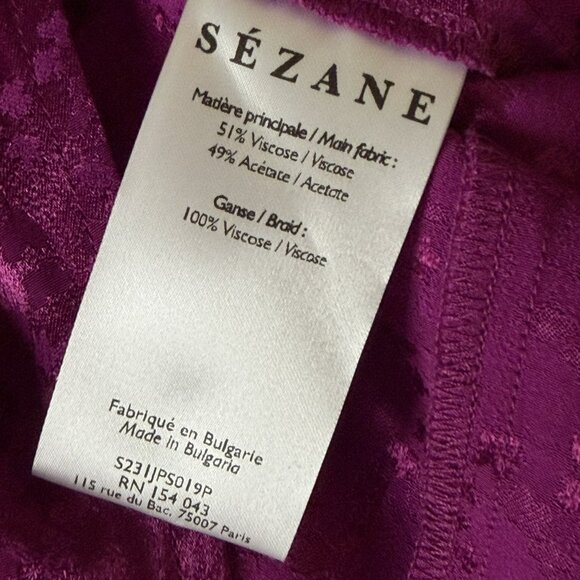 SÉZANE
Matière principale / Main fabric :
51% Viscose / Viscose
49% Acétate / Acetate
Ganse / Braid :
100% Viscose / Viscose
Fabriqué en Bulgarie
Made in Bulgaria
S231JPS019P
RN 154 043
115 rue du Bac, 75007 Paris